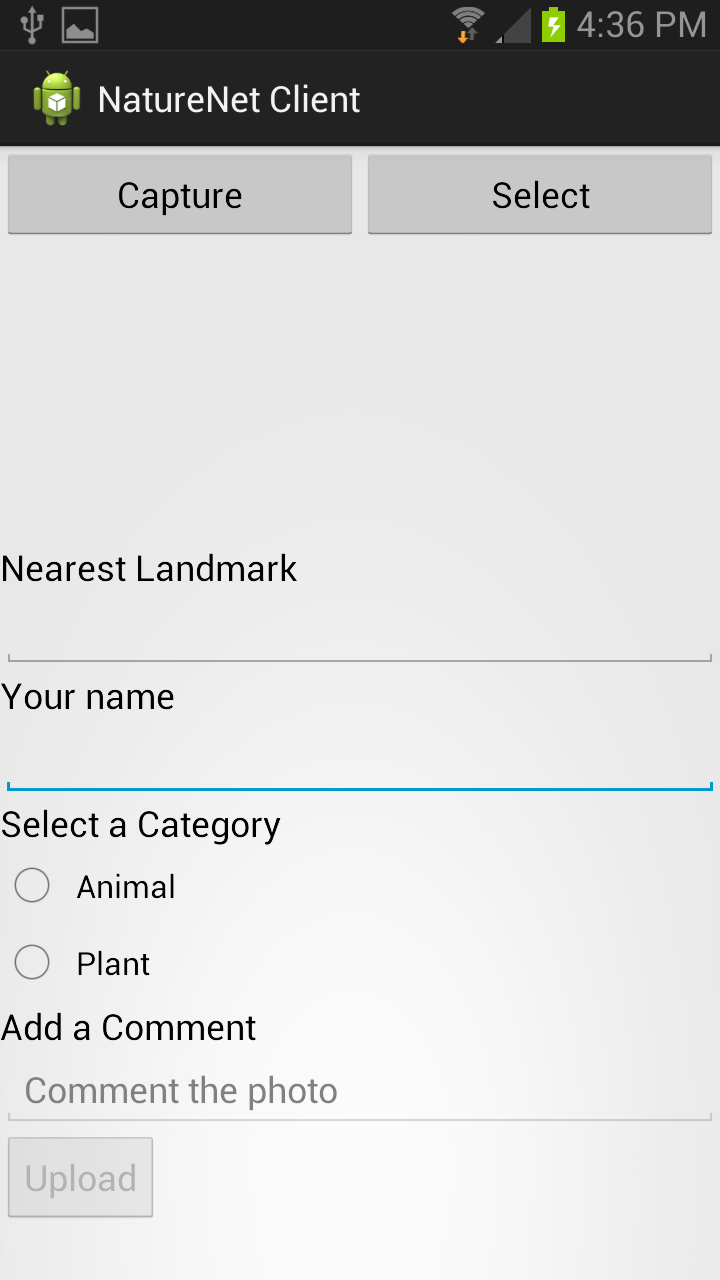 4:36 PM
NatureNet Client
Capture
Select
Nearest Landmark
Your name
Select a Category
Animal
Plant
Add a Comment
Comment the photo
Upload